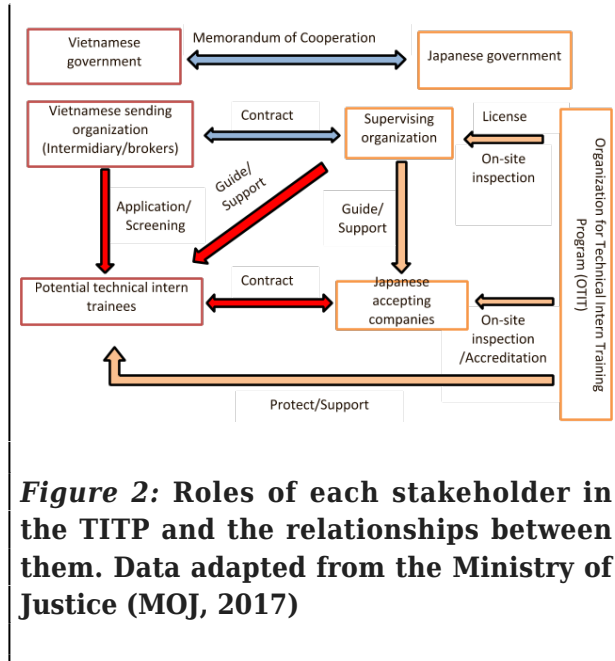 Vietnamese
government
Memorandum of Cooperation
Japanese government
Vietnamese sending
organization
(Intermidiary/brokers)
Contract
Supervising
organization
License
On-site
inspection
Organization for Technical Intern Training
Program (OTIT)
Application/
Screening
Guide/
Support
Guide/
Support
Potential technical intern
trainees
Contract
Japanese
accepting
companies
On-site
inspection
/Accreditation
Protect/Support
Figure 2: Roles of each stakeholder in
the TITP and the relationships between
them. Data adapted from the Ministry of
Justice (MOJ, 2017)